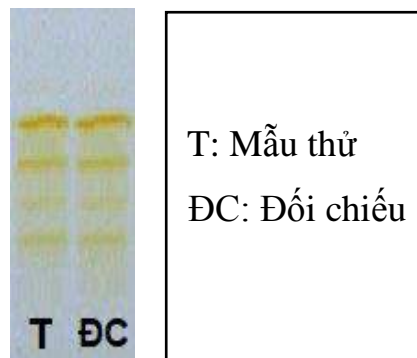 T: Mẫu thử
ĐC: Đối chiếu
T ĐC